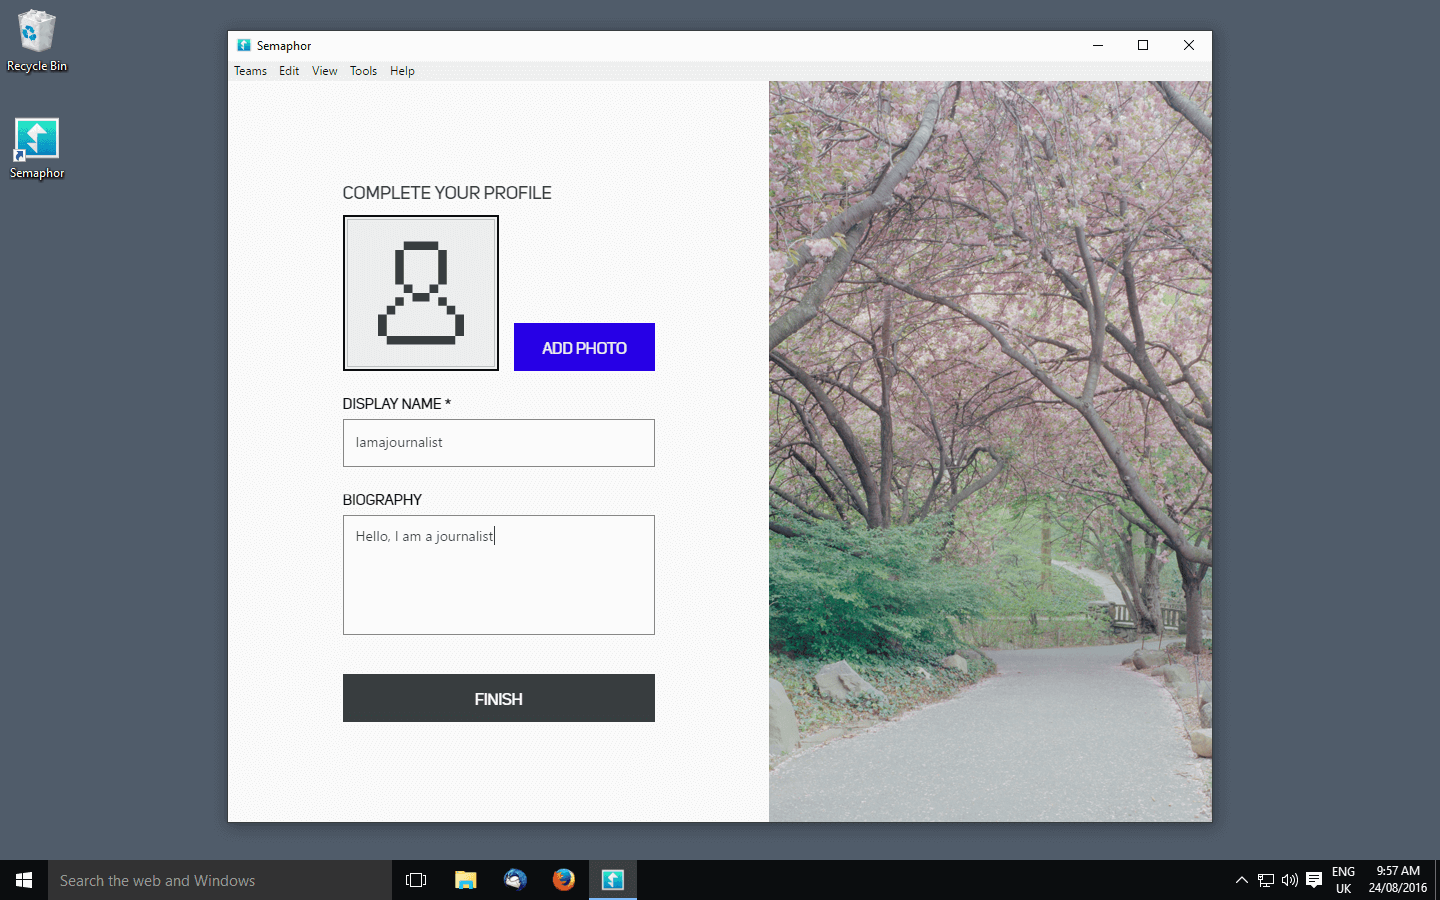 Recycle Bin
Semaphor
Semaphor
Teams Edit View Tools Help
COMPLETE YOUR PROFILE
ADD PHOTO
DISPLAY NAME *
Iamajournalist
BIOGRAPHY
Hello, I am a journalist
FINISH
Search the web and Windows
ENG
UK
9:57 AM
24/08/2016